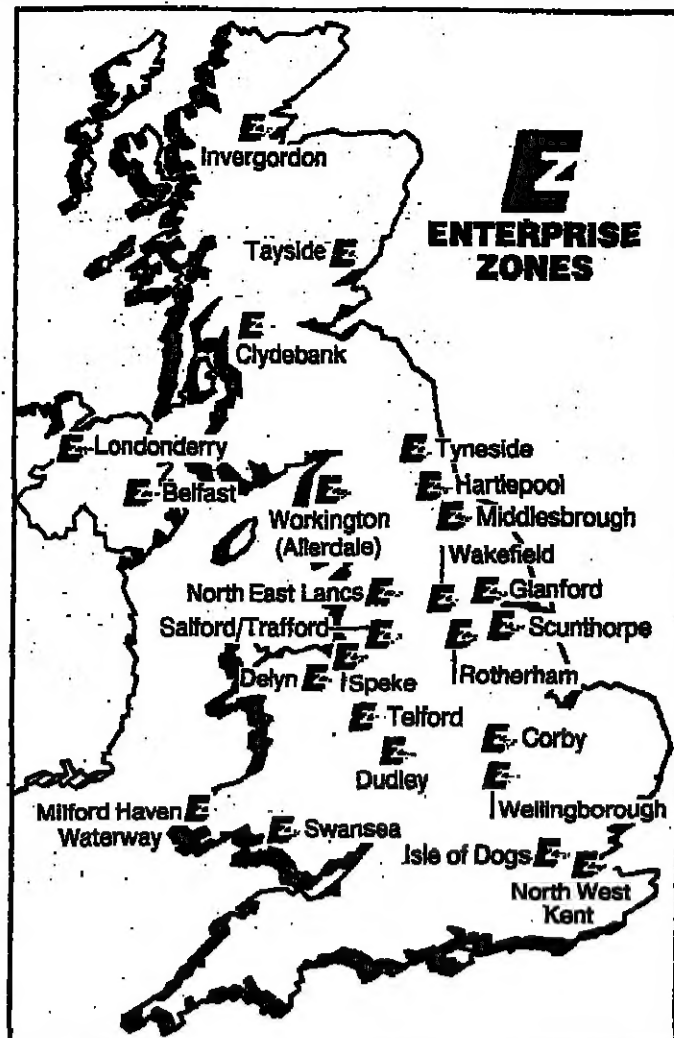 Invergordon
EZ
ENTERPRISE
ZONES
Tayside
Clydebank
Londonderry
Belfast
Tyneside
Hartlepool
Middlesbrough
Workington
(Allerdale)
Wakefield
North East Lancs
Glanford
Salford/Trafford
Scunthorpe
Rotherham
Delyn
Speke
Telford
Corby
Dudley
Wellingborough
Milford Haven
Waterway
Swansea
Isle of Dogs
North West
Kent